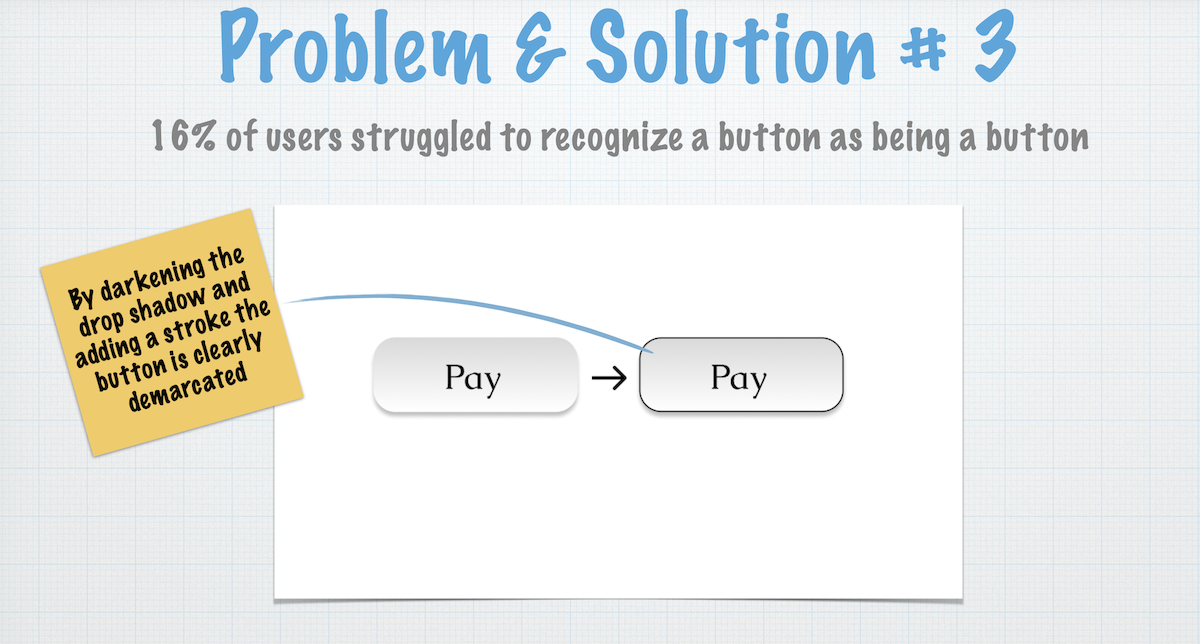 Problem & Solution # 3
16% of users struggled to recognize a button as being a button
By darkening the
drop shadow and
adding a stroke the
button is clearly
demarcated
Pay → Pay